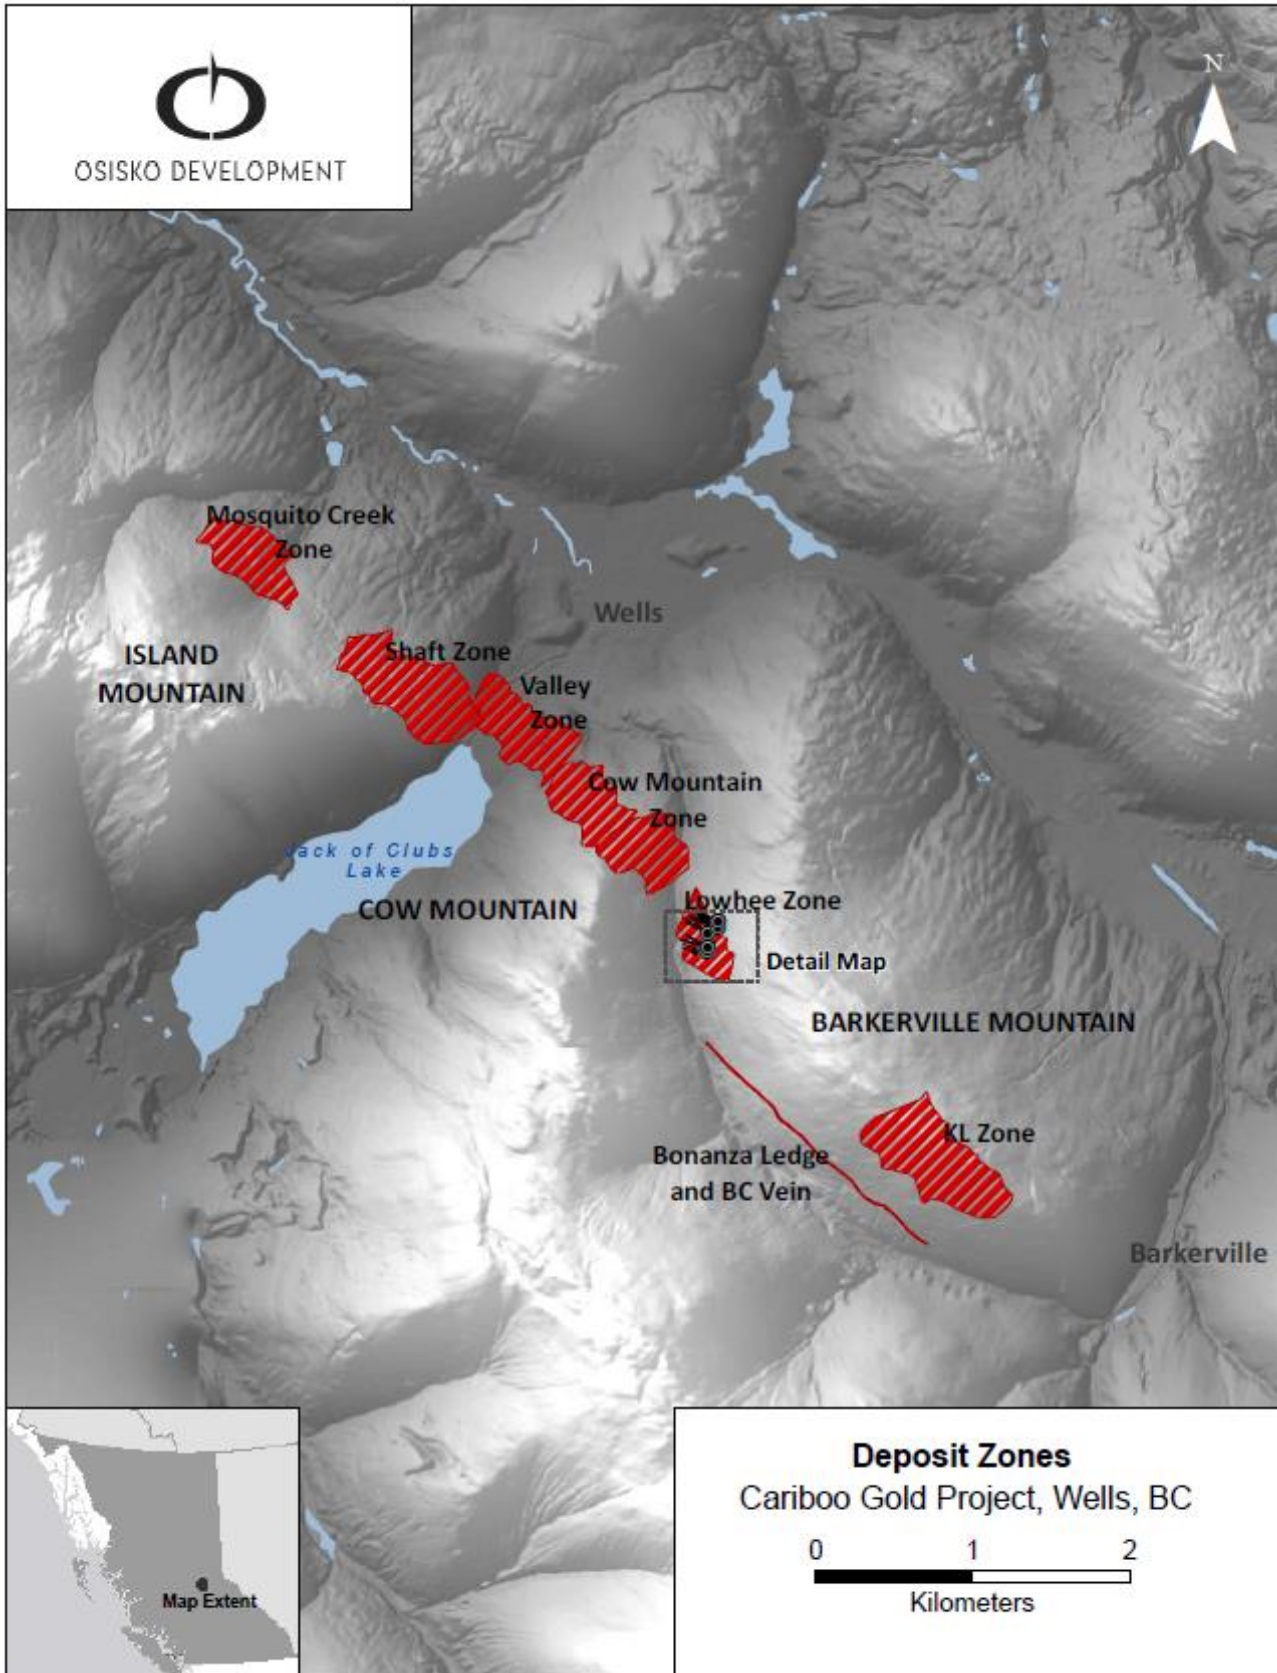 OSISKO DEVELOPMENT
N
Mosquito Creek
Zone
Wells
ISLAND
MOUNTAIN
Shaft Zone
Valley
Zone
Cow Mountain
Zone
Jack of Clubs
Lake
COW MOUNTAIN
Lowhee Zone
Detail Map
BARKERVILLE MOUNTAIN
KL Zone
Bonanza Ledge
and BC Vein
Barkerville
Map Extent
Deposit Zones
Cariboo Gold Project, Wells, BC
0 1 2
Kilometers